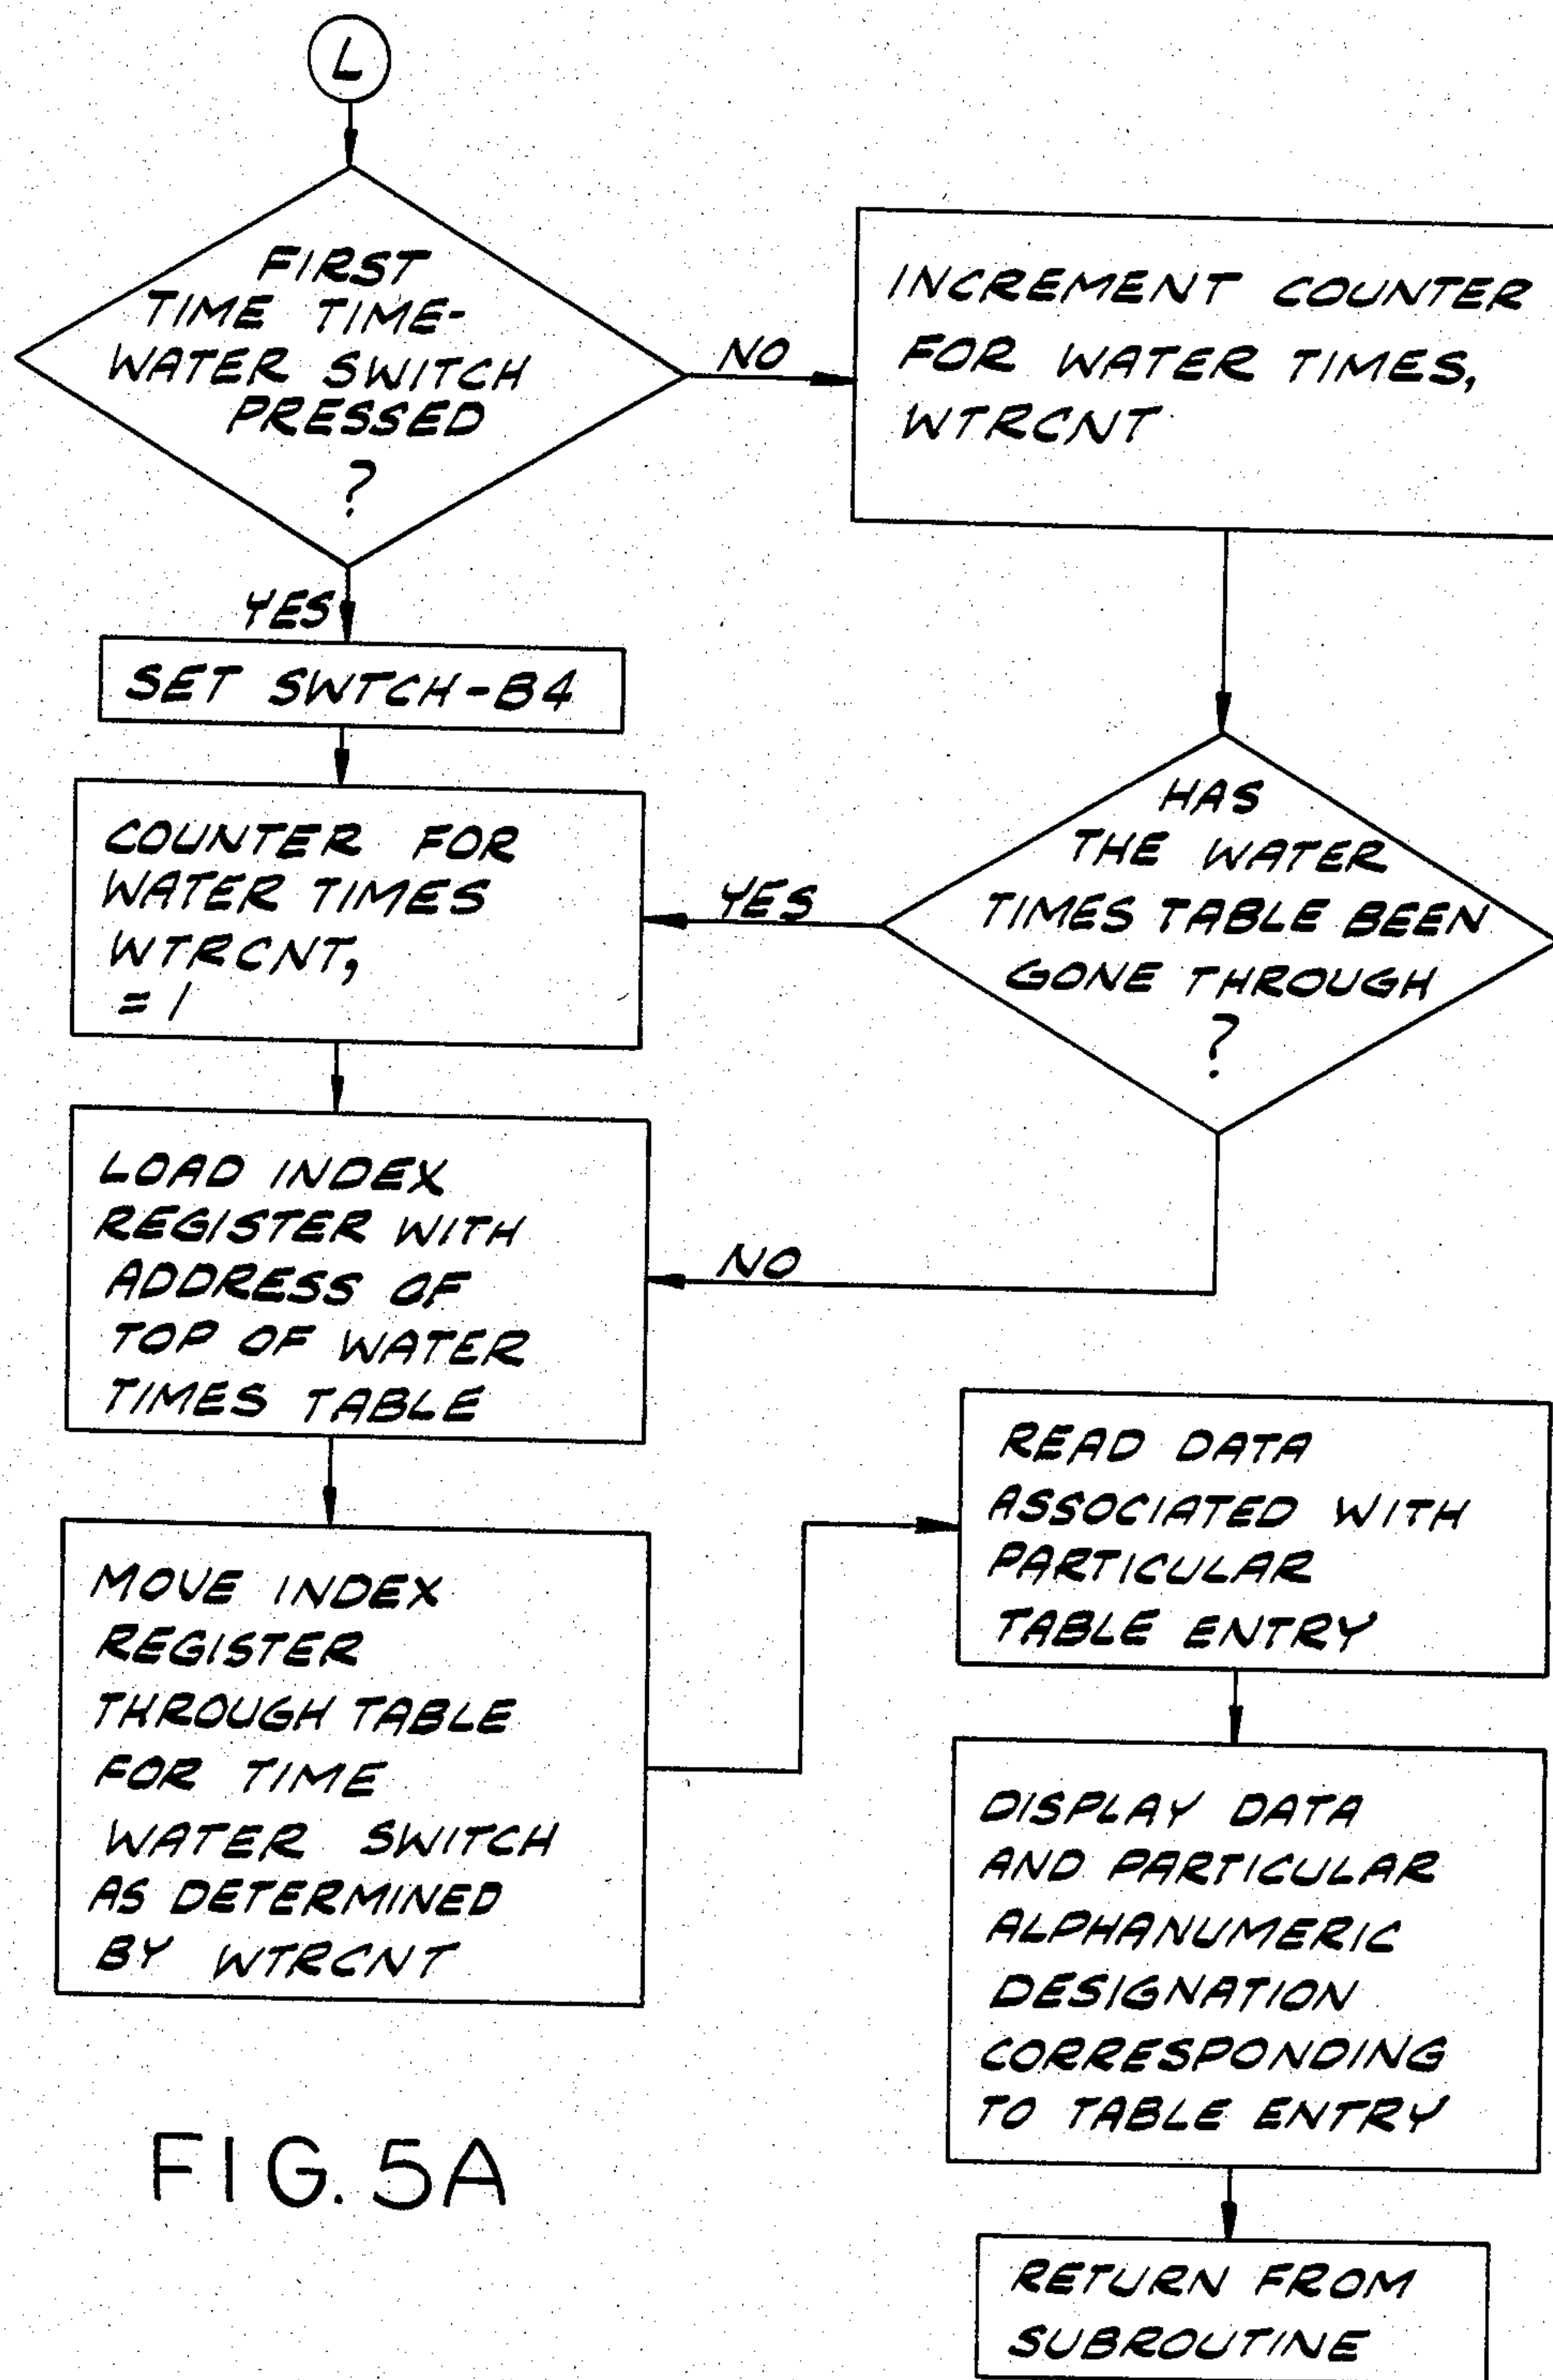 L
FIRST
TIME TIME-
WATER SWITCH
PRESSED
?
NO
INCREMENT COUNTER
FOR WATER TIMES,
WTRCNT
YES
SET SWTCH-B4
COUNTER FOR
WATER TIMES
WTRCNT,
= 1
YES
HAS
THE WATER
TIMES TABLE BEEN
GONE THROUGH
?
NO
LOAD INDEX
REGISTER WITH
ADDRESS OF
TOP OF WATER
TIMES TABLE
MOVE INDEX
REGISTER
THROUGH TABLE
FOR TIME
WATER SWITCH
AS DETERMINED
BY WTRCNT
READ DATA
ASSOCIATED WITH
PARTICULAR
TABLE ENTRY
DISPLAY DATA
AND PARTICULAR
ALPHANUMERIC
DESIGNATION
CORRESPONDING
TO TABLE ENTRY
RETURN FROM
SUBROUTINE
FIG. 5A